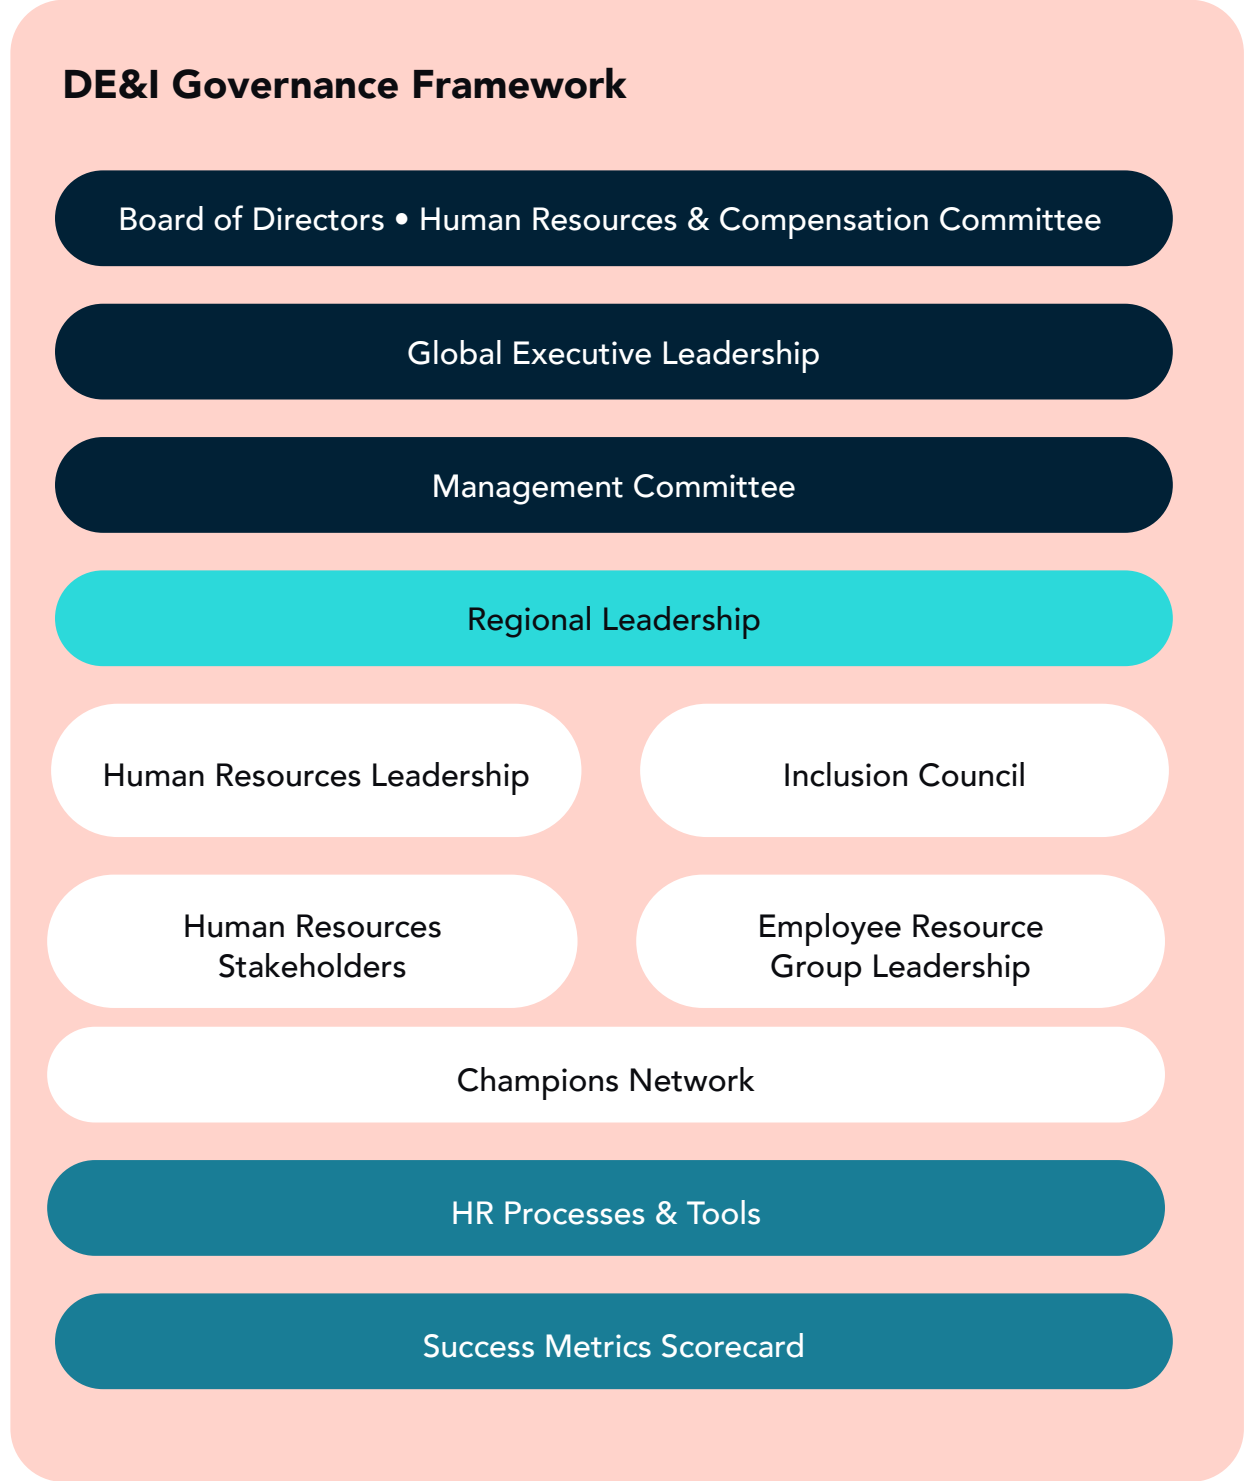 DE&I Governance Framework
Board of Directors • Human Resources & Compensation Committee
Global Executive Leadership
Management Committee
Regional Leadership
Human Resources Leadership
Inclusion Council
Human Resources
Stakeholders
Employee Resource
Group Leadership
Champions Network
HR Processes & Tools
Success Metrics Scorecard